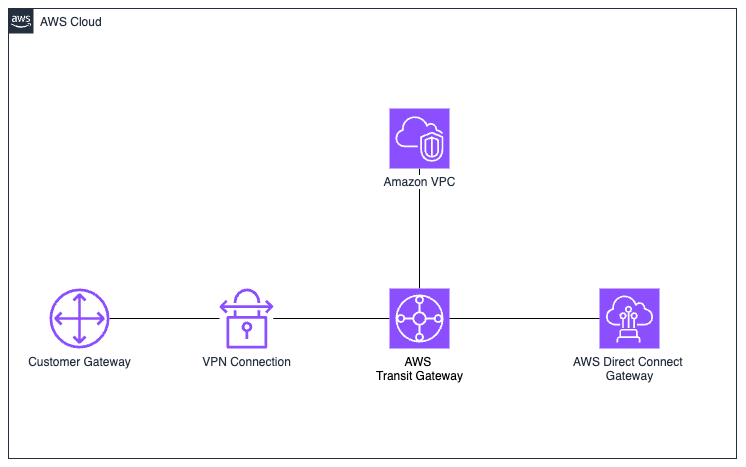 aws
AWS Cloud
Amazon VPC
Customer Gateway
VPN Connection
AWS
Transit Gateway
AWS Direct Connect
Gateway